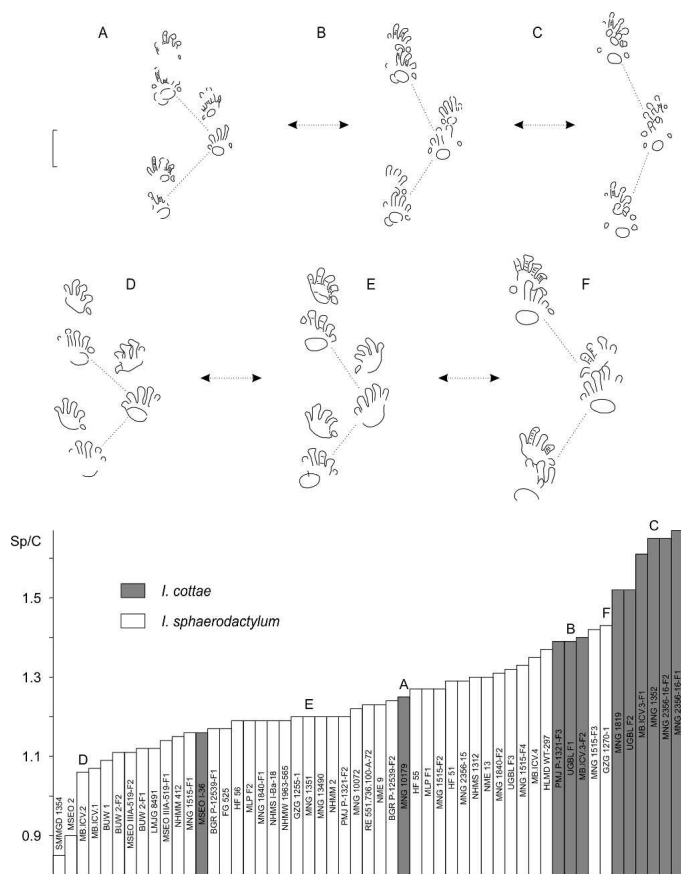 A B C
D E F
Sp/C
1.5
1.3
1.1
0.9
I. cottae
I. sphaerodactylum
D
E
A
B
F
C
SMMGD 1354
MSEO 2
MB.ICV.2
MB.ICV.1
BUW 1
BUW 2-F2
MSEO IIIA-519-F2
BUW 2-F1
LMJG 8491
MSEO IIIA-519-F1
NHMM 412
MNG 1515-F1
MSEO I-36
BGR P-12539-F1
FG 625
HF 56
MLP F2
MNG 1840-F1
NHMS I-Ba-18
NHMW 1963-565
GZG 1255-1
MNG 1351
MNG 13490
NHMM 2
PMJ P-1321-F2
MNG 10072
RE 551.736.100-A-72
NME 9
BGR P-12539-F2
MNG 10179
HF 55
MLP F1
MNG 1515-F2
HF 51
MNG 2356-15
NHMS 1312
NME 13
MNG 1840-F2
UGBL F3
MNG 1515-F4
MB.ICV.4
HLMD WT-297
PMJ P-1321-F3
UGBL F1
MB.ICV.3-F2
MNG 1515-F3
GZG 1270-1
MNG 1819
UGBL F2
MB.ICV.3-F1
MNG 1352
MNG 2356-16-F2
MNG 2356-16-F1